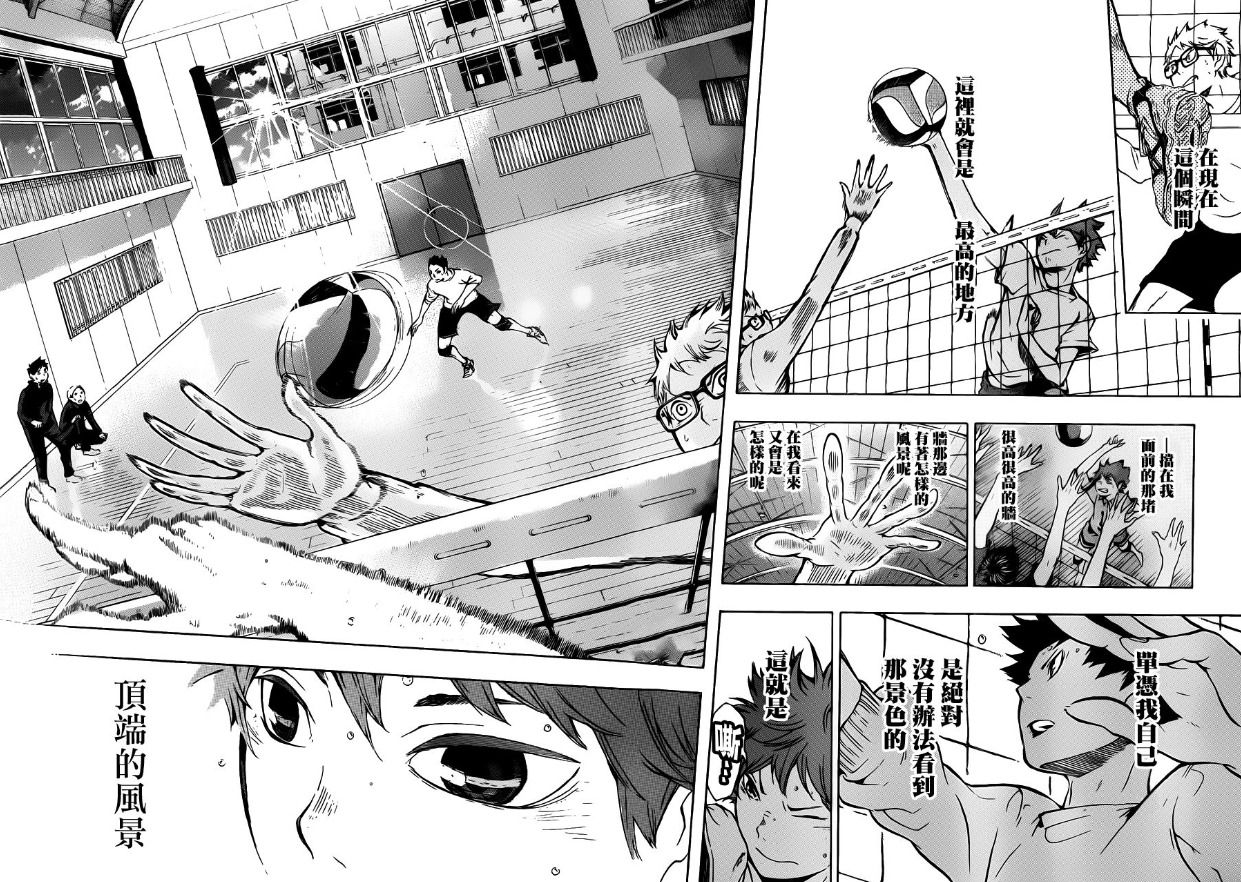 在現在
這個瞬間
這裡就會是
最高的地方
—擋在我
面前的那堵
很高很高的牆
牆那邊
有著怎樣的
風景呢
在我看來
又會是
怎樣的呢
單憑我自己
是絕對
沒有辦法看到
那景色的
這就是
頂端的風景